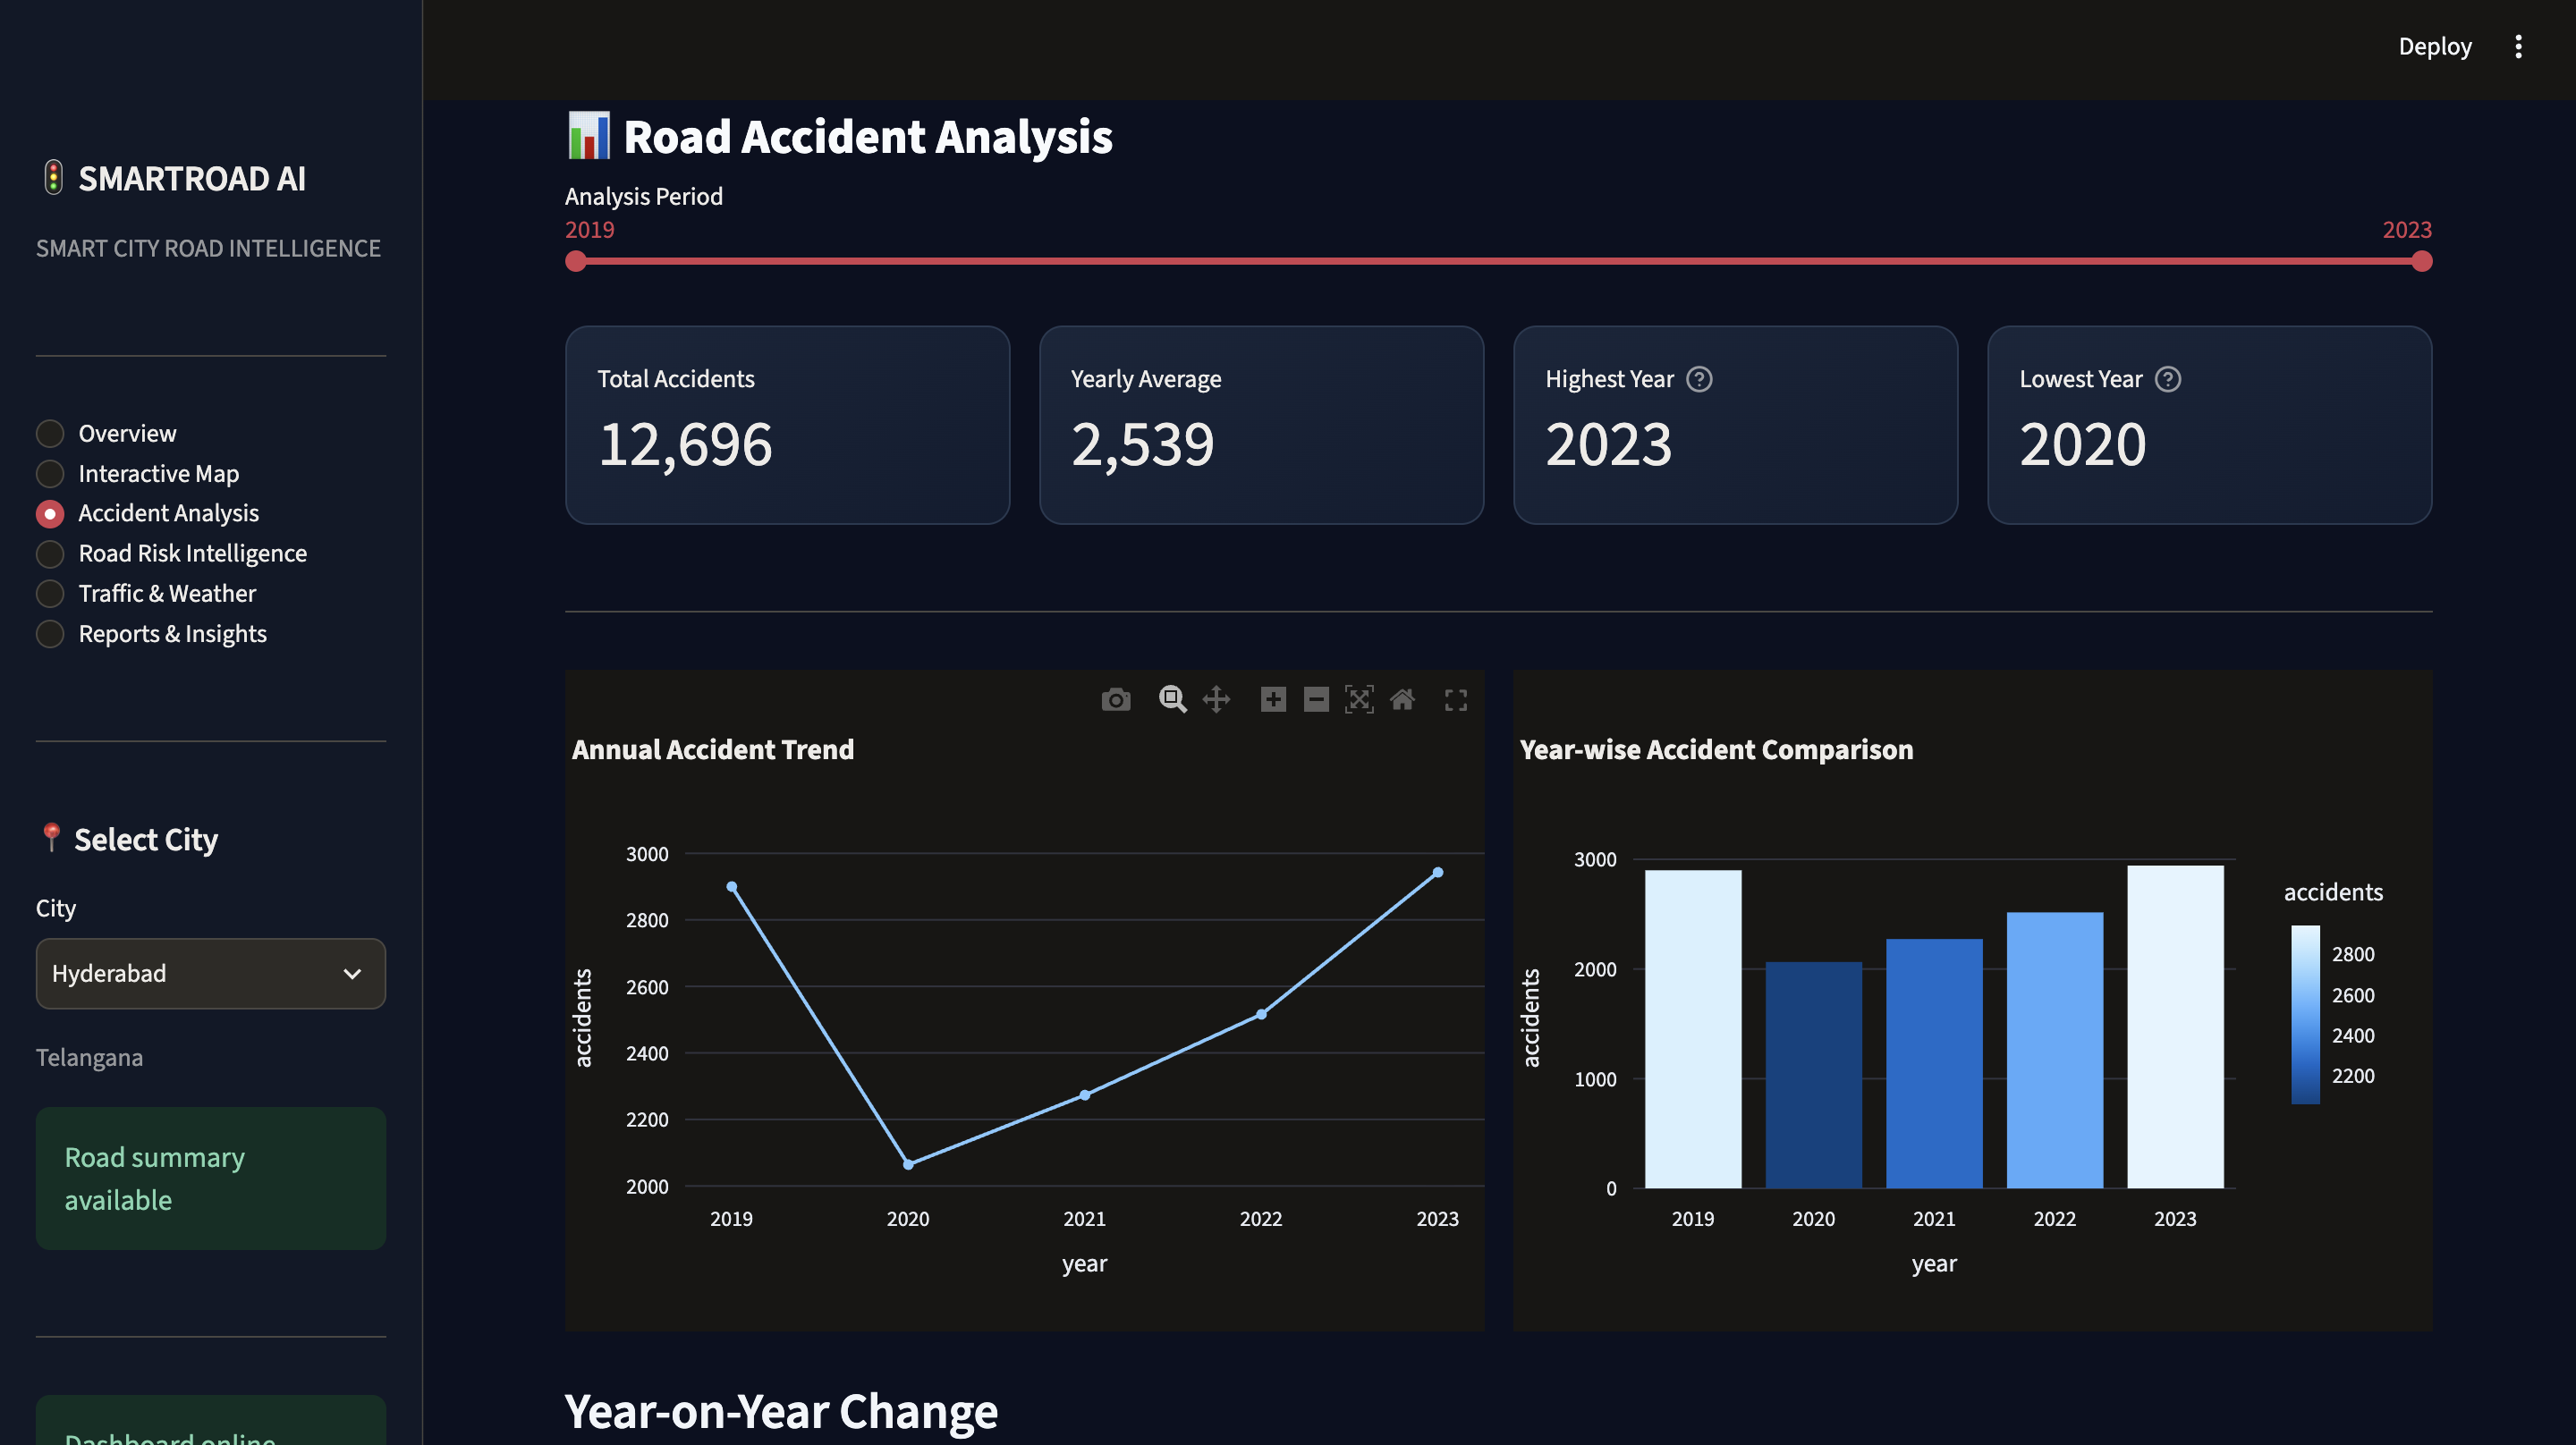 Deploy
SMARTROAD AI
SMART CITY ROAD INTELLIGENCE
Overview
Interactive Map
Accident Analysis
Road Risk Intelligence
Traffic & Weather
Reports & Insights
Select City
City
Hyderabad
Telangana
Road summary
available
Dashboard online
Road Accident Analysis
Analysis Period
2019
2023
Total Accidents
12,696
Yearly Average
2,539
Highest Year
2023
Lowest Year
2020
Annual Accident Trend
accidents
3000
2800
2600
2400
2200
2000
2019
2020
2021
2022
2023
year
Year-wise Accident Comparison
accidents
3000
2000
1000
0
2019
2020
2021
2022
2023
year
accidents
2800
2600
2400
2200
Year-on-Year Change